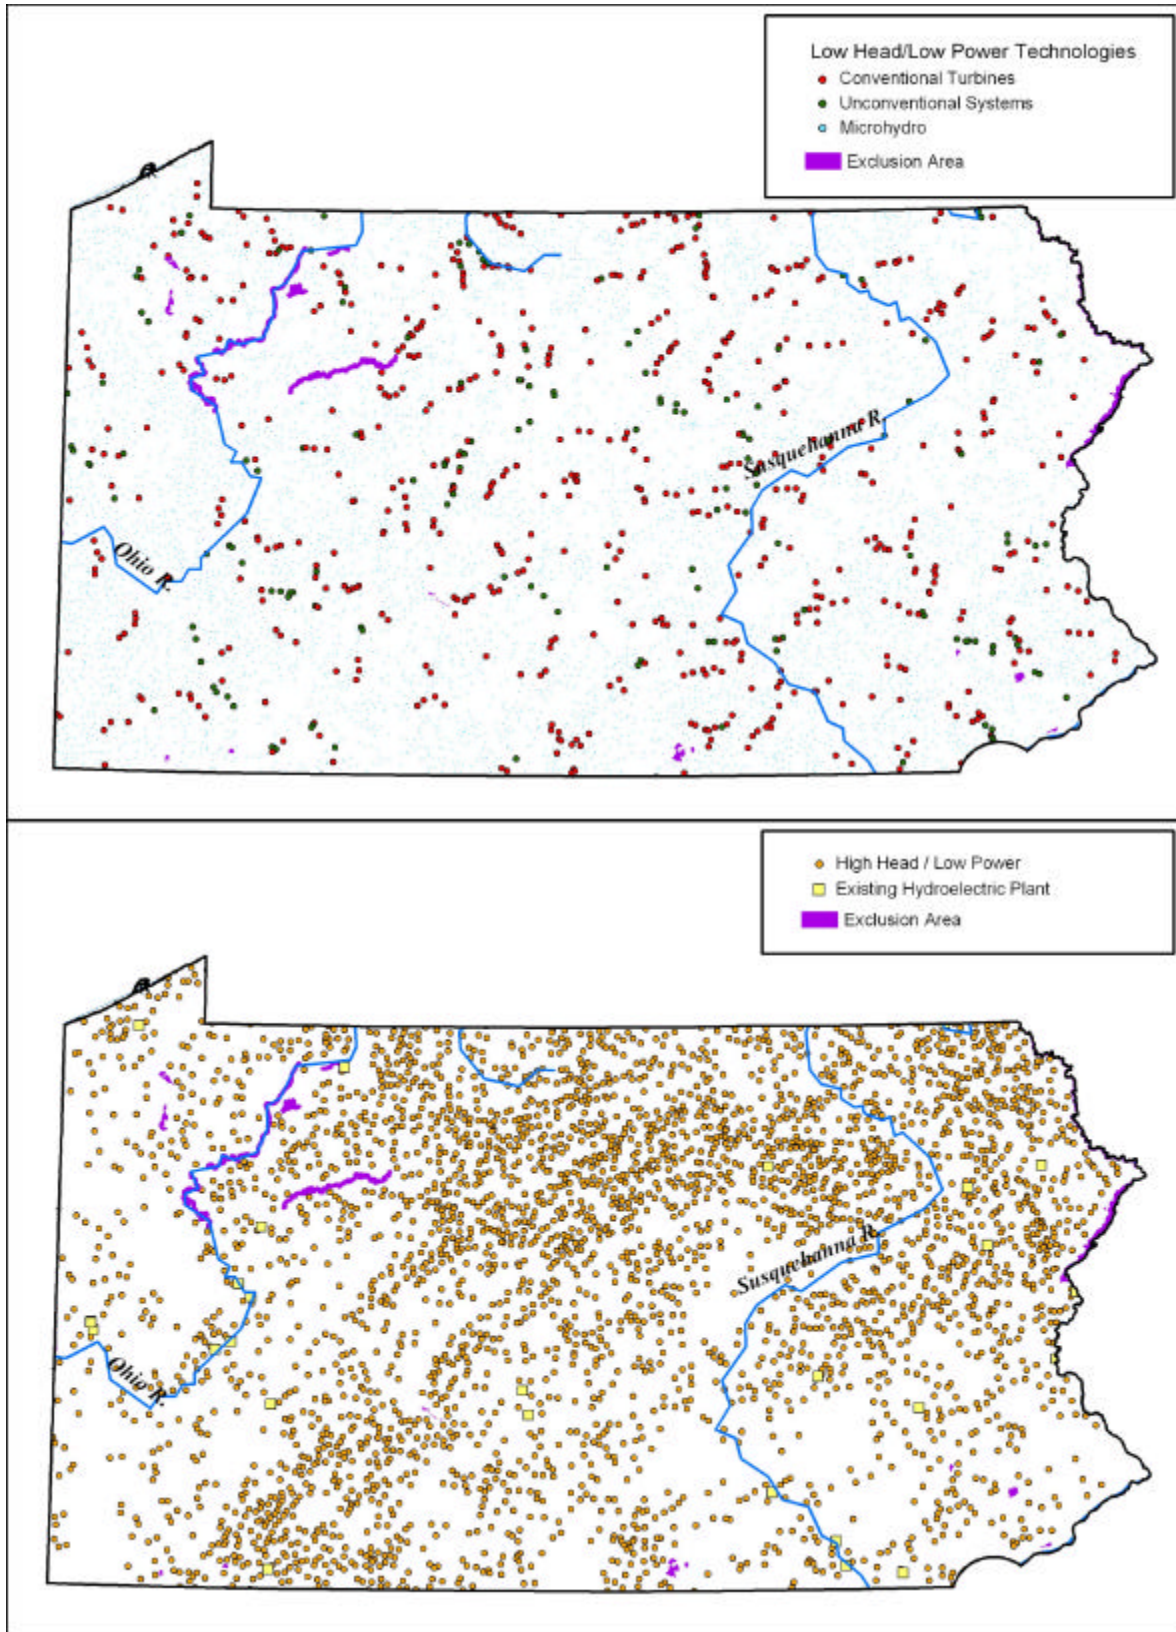 Low Head/Low Power Technologies
Conventional Turbines
Unconventional Systems
Microhydro
Exclusion Area
Susquehanna R.
Ohio R.
High Head / Low Power
Existing Hydroelectric Plant
Exclusion Area
Susquehanna R.
Ohio R.